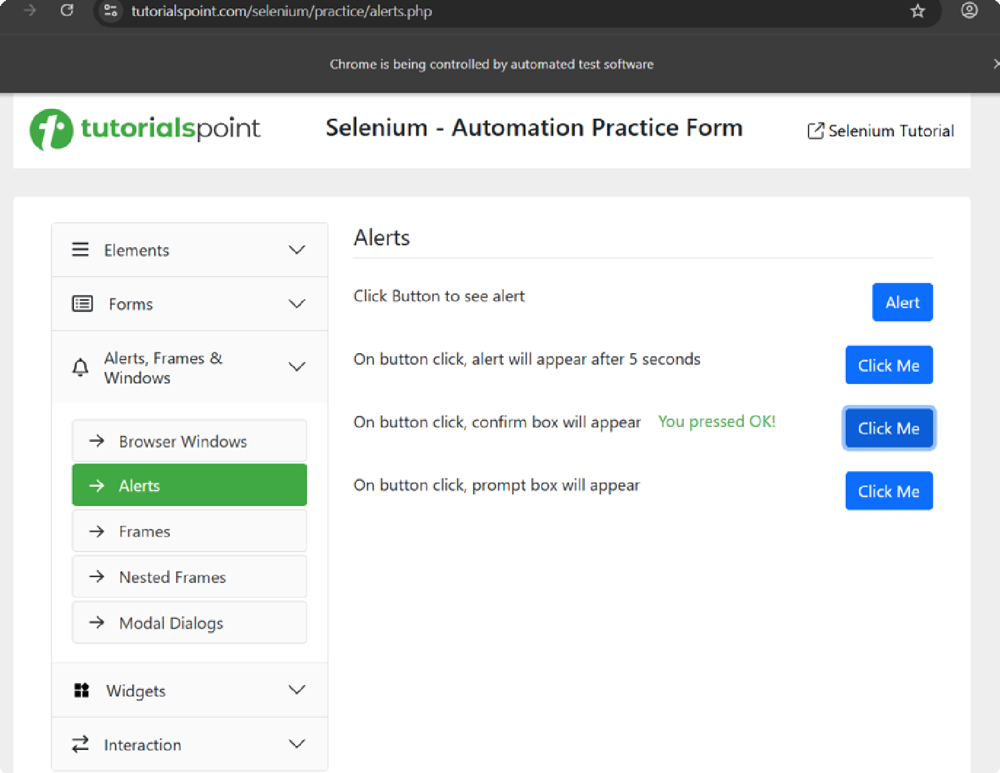 tutorialspoint.com/selenium/practice/alerts.php
Chrome is being controlled by automated test software
tutorialspoint
Selenium - Automation Practice Form
Selenium Tutorial
Elements
Forms
Alerts, Frames &
Windows
Browser Windows
Alerts
Frames
Nested Frames
Modal Dialogs
Widgets
Interaction
Alerts
Click Button to see alert
Alert
On button click, alert will appear after 5 seconds
Click Me
On button click, confirm box will appear You pressed OK!
Click Me
On button click, prompt box will appear
Click Me